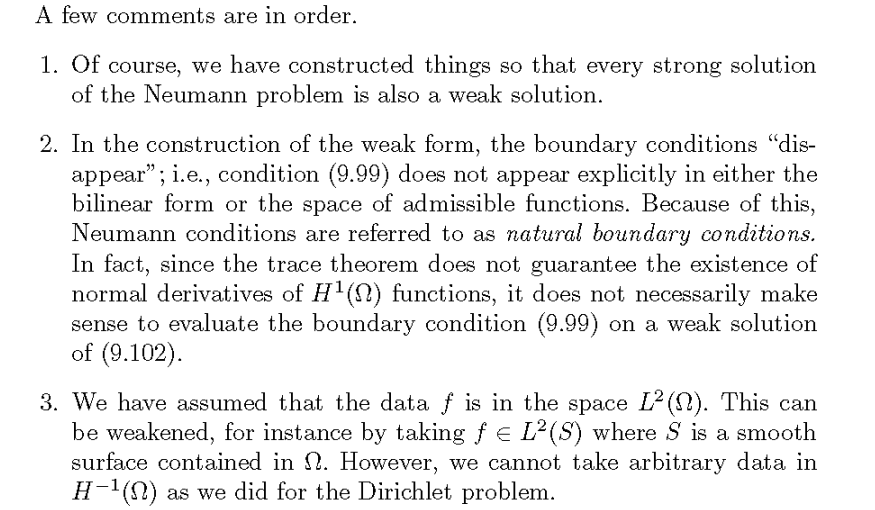 A few comments are in order.
1. Of course, we have constructed things so that every strong solution
of the Neumann problem is also a weak solution.
2. In the construction of the weak form, the boundary conditions “dis-
appear”; i.e., condition (9.99) does not appear explicitly in either the
bilinear form or the space of admissible functions. Because of this,
Neumann conditions are referred to as natural boundary conditions.
In fact, since the trace theorem does not guarantee the existence of
normal derivatives of H¹(Ω) functions, it does not necessarily make
sense to evaluate the boundary condition (9.99) on a weak solution
of (9.102).
3. We have assumed that the data f is in the space L²(Ω). This can
be weakened, for instance by taking f ∈ L²(S) where S is a smooth
surface contained in Ω. However, we cannot take arbitrary data in
H⁻¹(Ω) as we did for the Dirichlet problem.